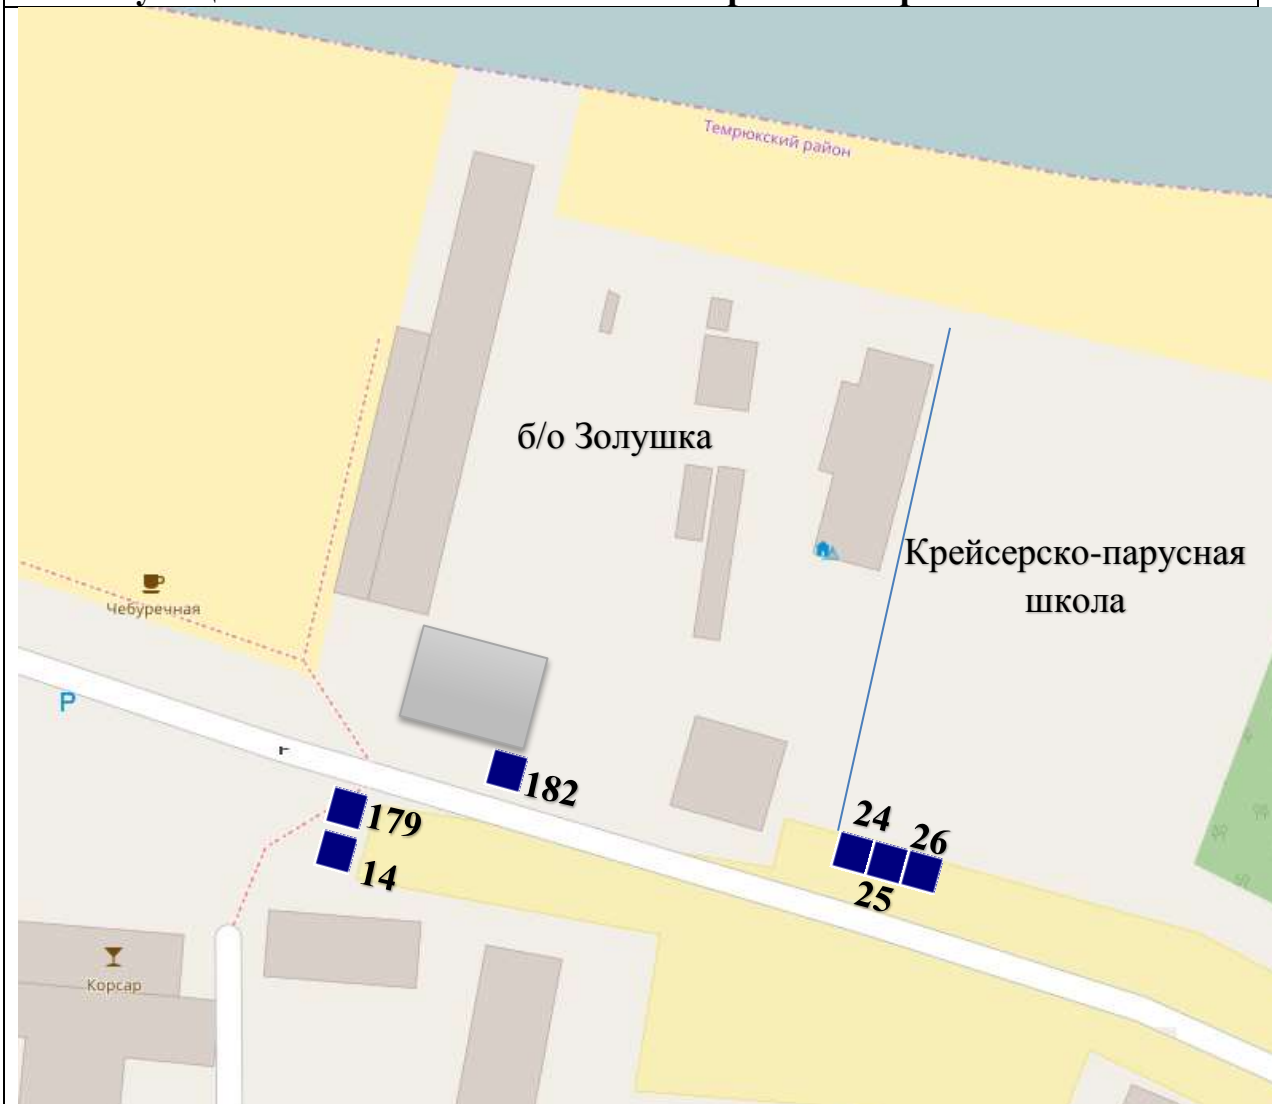 Темрюкский район
б/о Золушка
Крейсерско-парусная
школа
Чебуречная
P
182
179
14
24
26
25
Корсар